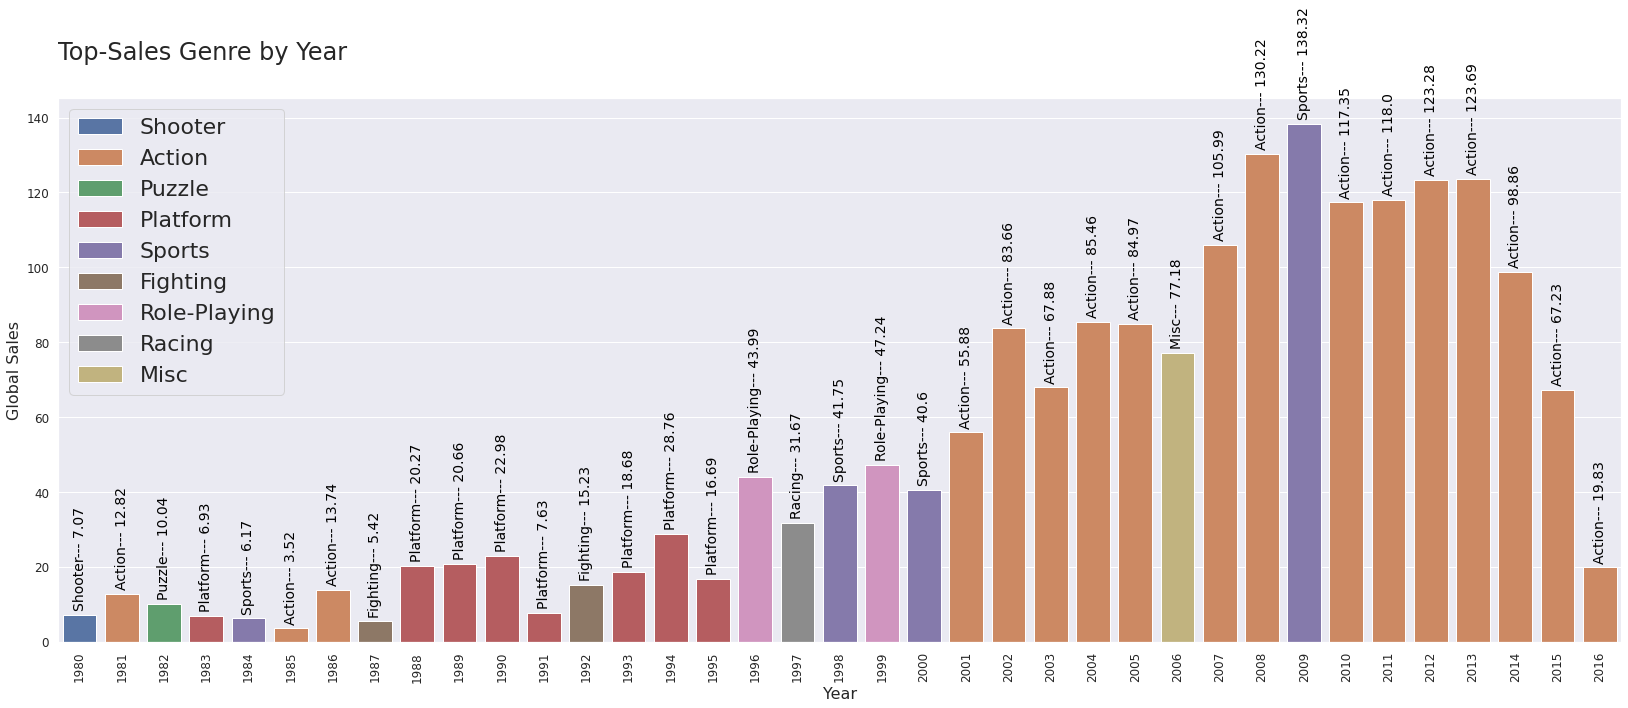 Top-Sales Genre by Year
Shooter
Action
Puzzle
Platform
Sports
Fighting
Role-Playing
Racing
Misc
Global Sales
140
120
100
80
60
40
20
0
Shooter--- 7.07
Action--- 12.82
Puzzle--- 10.04
Platform--- 6.93
Sports--- 6.17
Action--- 3.52
Action--- 13.74
Fighting--- 5.42
Platform--- 20.27
Platform--- 20.66
Platform--- 22.98
Platform--- 7.63
Fighting--- 15.23
Platform--- 18.68
Platform--- 28.76
Platform--- 16.69
Role-Playing--- 43.99
Racing--- 31.67
Sports--- 41.75
Role-Playing--- 47.24
Sports--- 40.6
Action--- 55.88
Action--- 83.66
Action--- 67.88
Action--- 85.46
Action--- 84.97
Misc--- 77.18
Action--- 105.99
Action--- 130.22
Sports--- 138.32
Action--- 117.35
Action--- 118.0
Action--- 123.28
Action--- 123.69
Action--- 98.86
Action--- 67.23
Action--- 19.83
1980
1981
1982
1983
1984
1985
1986
1987
1988
1989
1990
1991
1992
1993
1994
1995
1996
1997
1998
1999
2000
2001
2002
2003
2004
2005
2006
2007
2008
2009
2010
2011
2012
2013
2014
2015
2016
Year